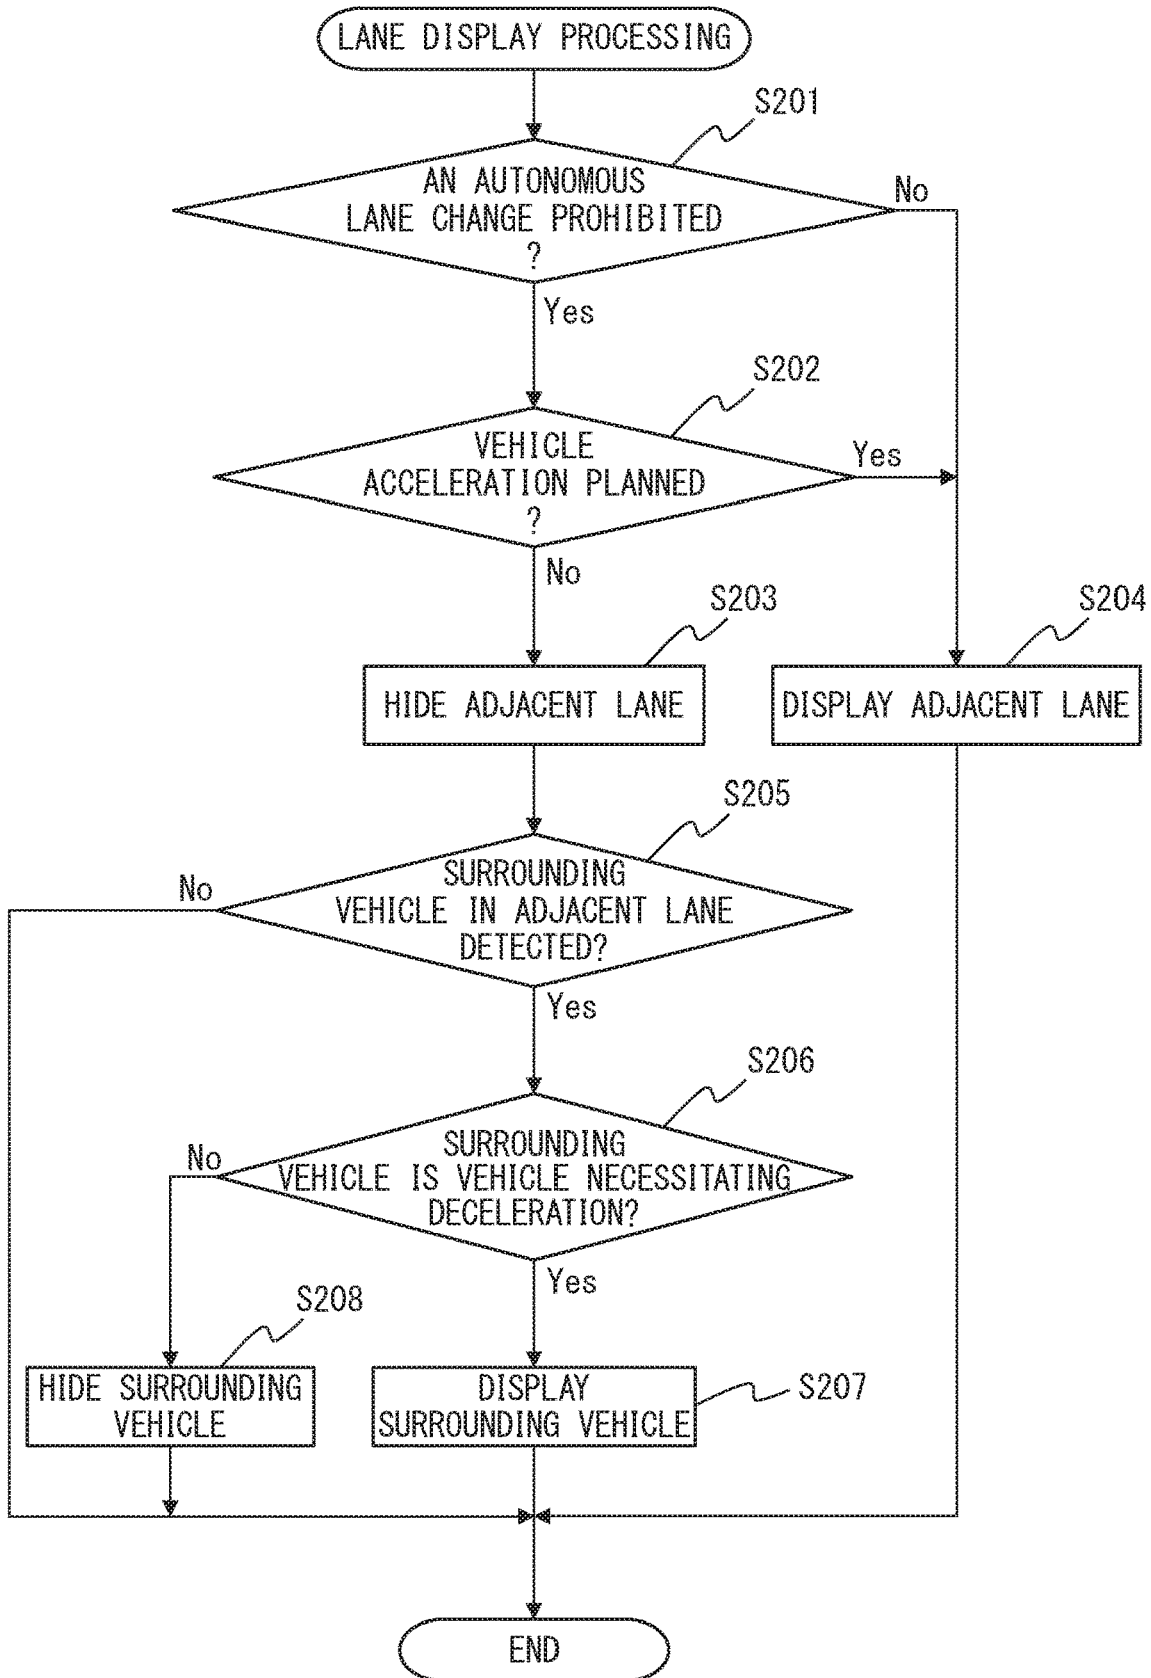 LANE DISPLAY PROCESSING
S201
AN AUTONOMOUS
LANE CHANGE PROHIBITED
?
No
Yes
S202
VEHICLE
ACCELERATION PLANNED
?
Yes
No
S203
S204
HIDE ADJACENT LANE
DISPLAY ADJACENT LANE
S205
SURROUNDING
VEHICLE IN ADJACENT LANE
DETECTED?
No
Yes
S206
SURROUNDING
VEHICLE IS VEHICLE NECESSITATING
DECELERATION?
No
Yes
S208
HIDE SURROUNDING
VEHICLE
DISPLAY
SURROUNDING VEHICLE
S207
END